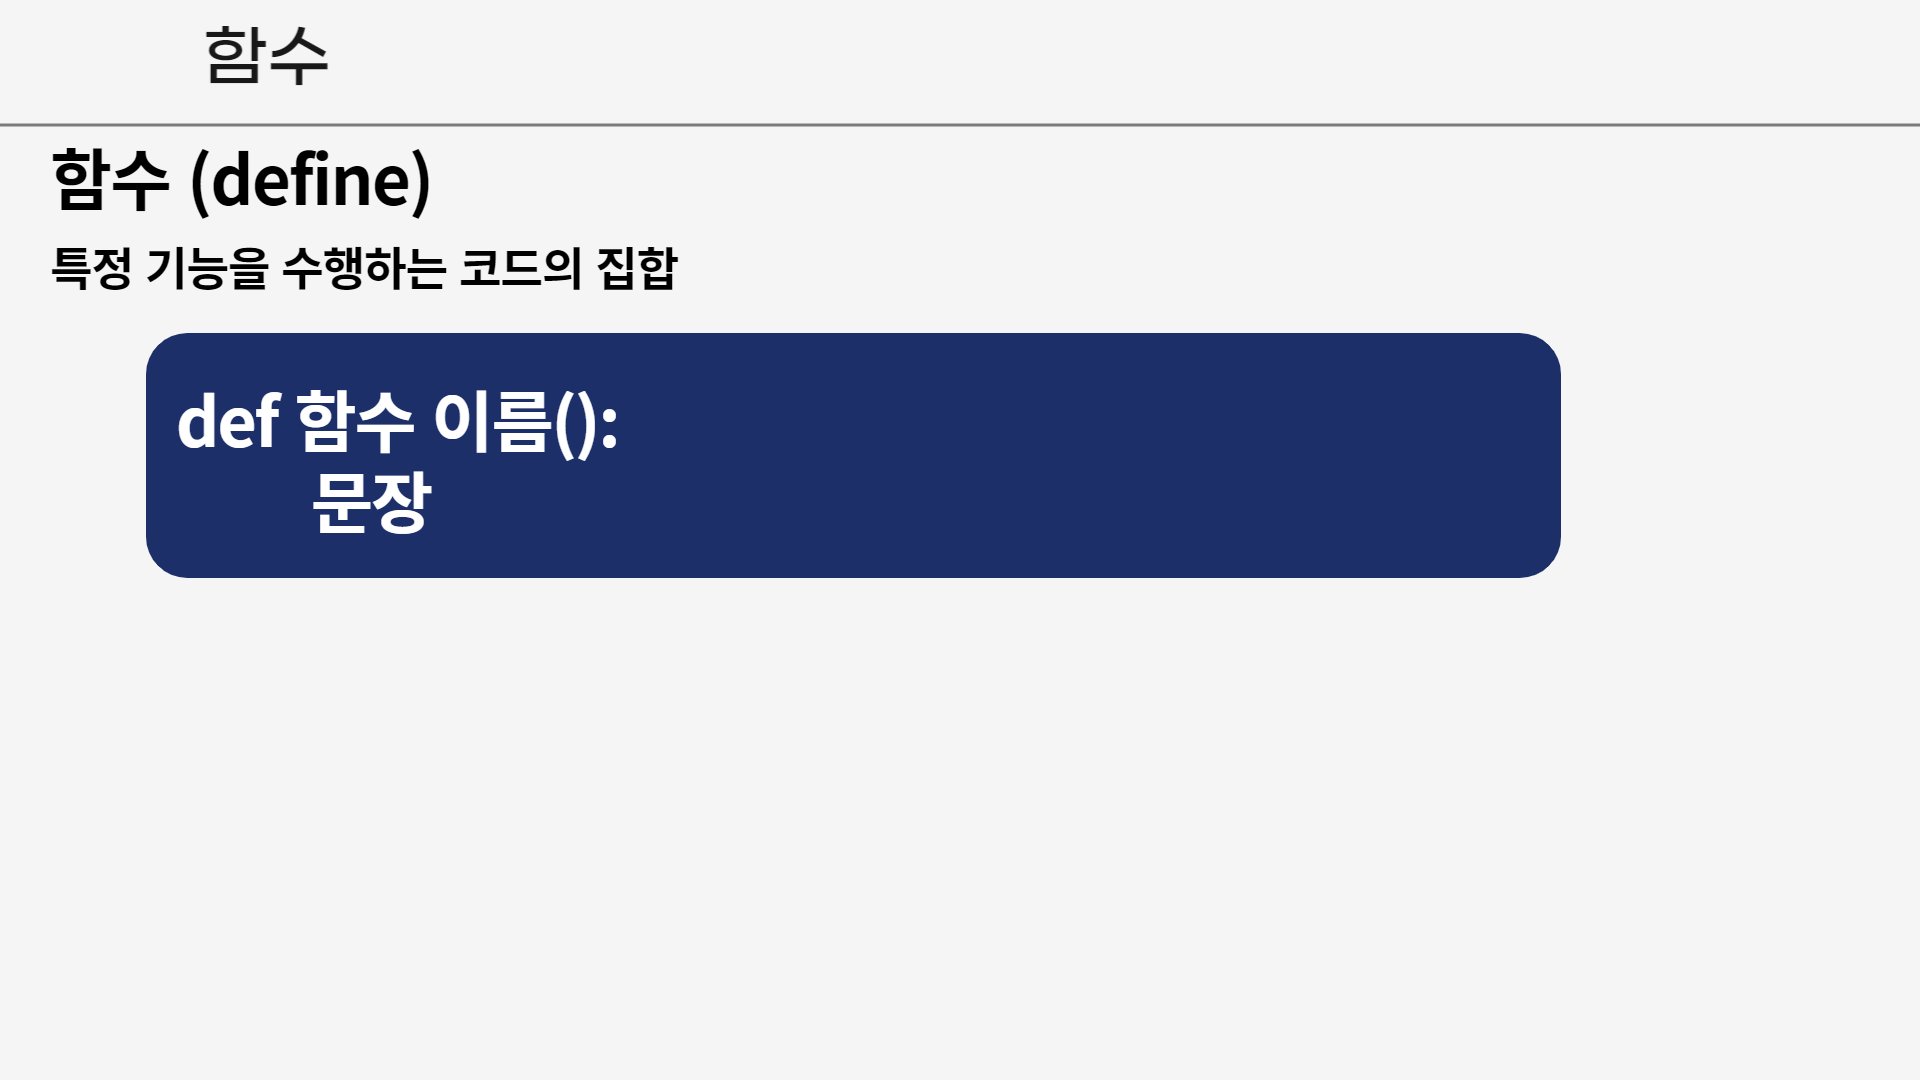 함수
함수 (define)
특정 기능을 수행하는 코드의 집합
def 함수 이름():
문장